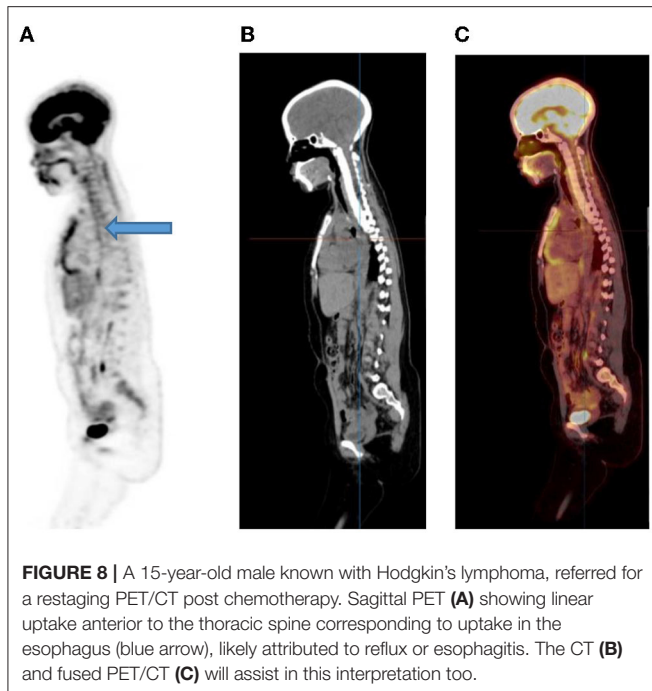 A
B
C
FIGURE 8 | A 15-year-old male known with Hodgkin's lymphoma, referred for
a restaging PET/CT post chemotherapy. Sagittal PET (A) showing linear
uptake anterior to the thoracic spine corresponding to uptake in the
esophagus (blue arrow), likely attributed to reflux or esophagitis. The CT (B)
and fused PET/CT (C) will assist in this interpretation too.